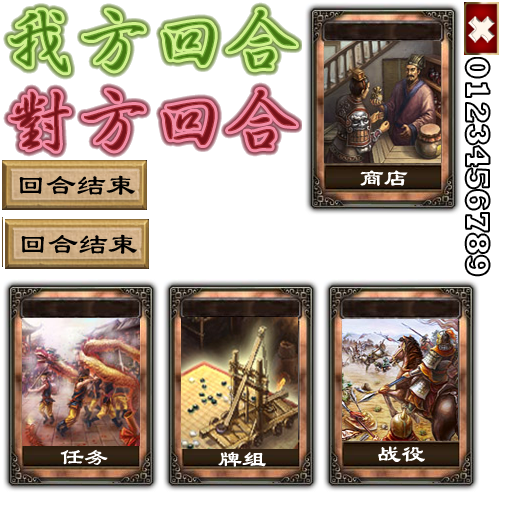 我方回合
對方回合
回合结束
回合结束
商店
0123456789
任务
牌组
战役